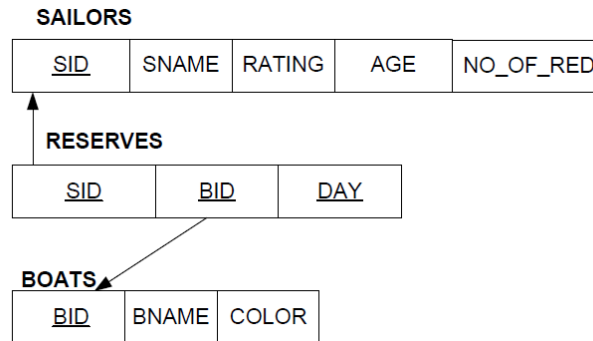 SAILORS
SID SNAME RATING AGE NO_OF_RED
RESERVES
SID BID DAY
BOATS
BID BNAME COLOR